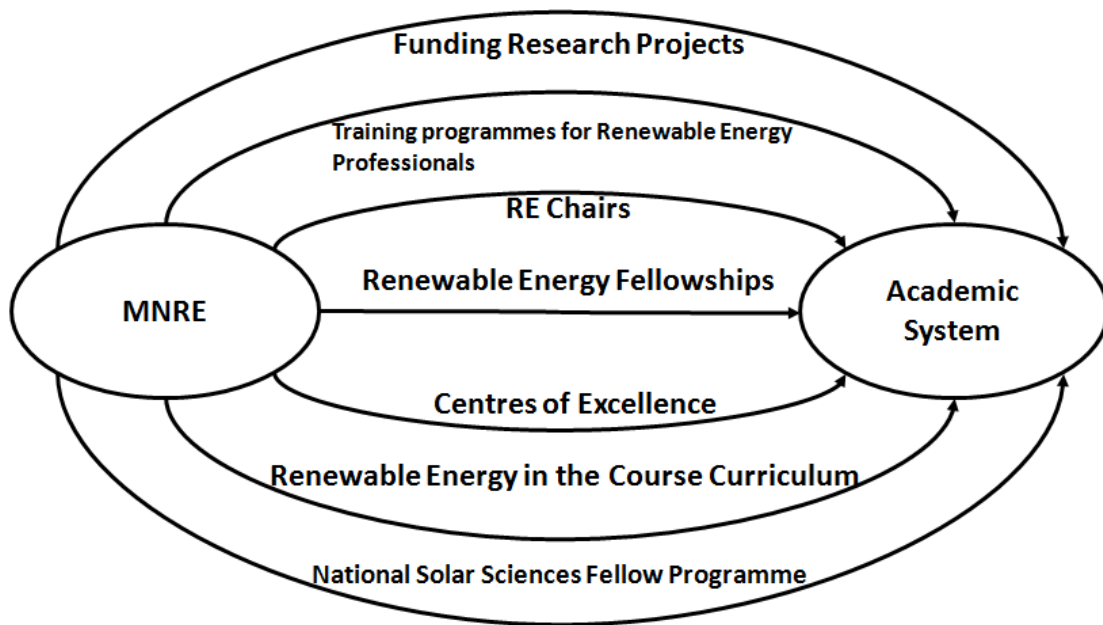 Funding Research Projects
Training programmes for Renewable Energy
Professionals
RE Chairs
Renewable Energy Fellowships
MNRE
Academic
System
Centres of Excellence
Renewable Energy in the Course Curriculum
National Solar Sciences Fellow Programme